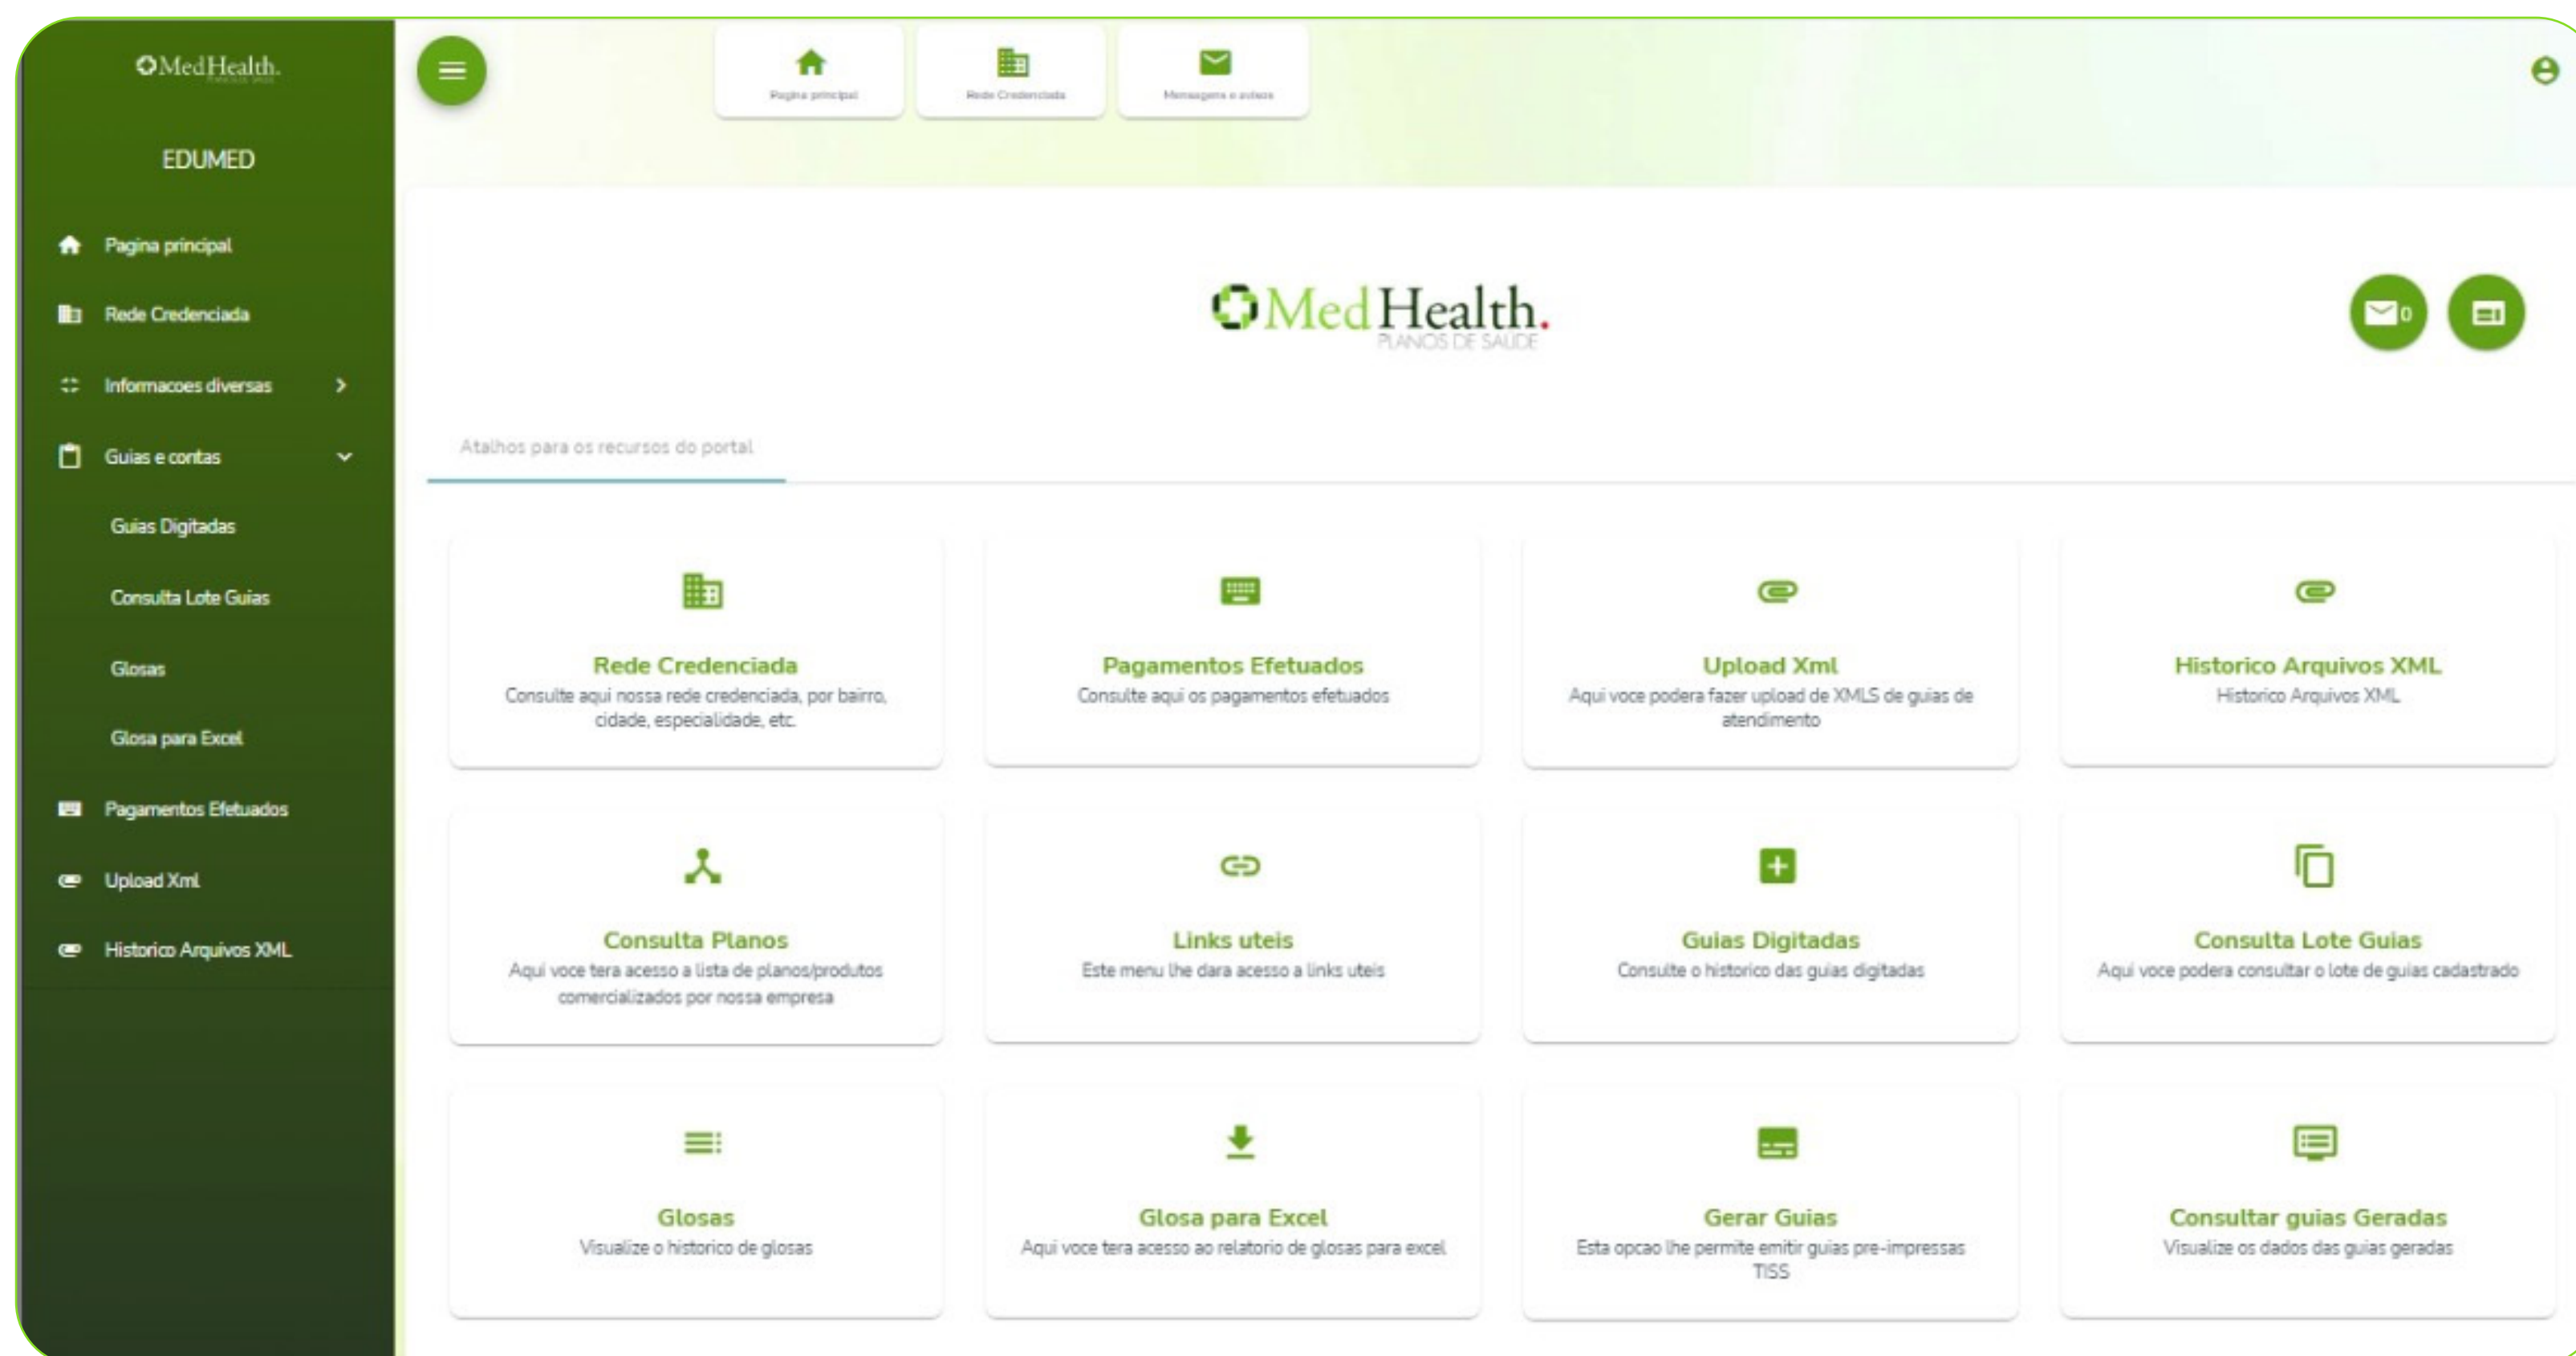 MedHealth.
EDUMED
Pagina principal
Rede Credenciada
Informacoes diversas
Guias e contas
Guias Digitadas
Consulta Lote Guias
Glosas
Glosa para Excel
Pagamentos Efetuados
Upload Xml
Historico Arquivos XML
Pagina principal
Rede Credenciada
Mensagens e avisos
MedHealth.
PLANOS DE SAÚDE
0
Atalhos para os recursos do portal
Rede Credenciada
Consulte aqui nossa rede credenciada, por bairro,
cidade, especialidade, etc.
Pagamentos Efetuados
Consulte aqui os pagamentos efetuados
Upload Xml
Aqui voce podera fazer upload de XMLS de guias de
atendimento
Historico Arquivos XML
Historico Arquivos XML
Consulta Planos
Aqui voce tera acesso a lista de planos/produtos
comercializados por nossa empresa
Links uteis
Este menu lhe dara acesso a links uteis
Guias Digitadas
Consulte o historico das guias digitadas
Consulta Lote Guias
Aqui voce podera consultar o lote de guias cadastrado
Glosas
Visualize o historico de glosas
Glosa para Excel
Aqui voce tera acesso ao relatorio de glosas para excel
Gerar Guias
Esta opcao lhe permite emitir guias pre-impressas
TISS
Consultar guias Geradas
Visualize os dados das guias geradas